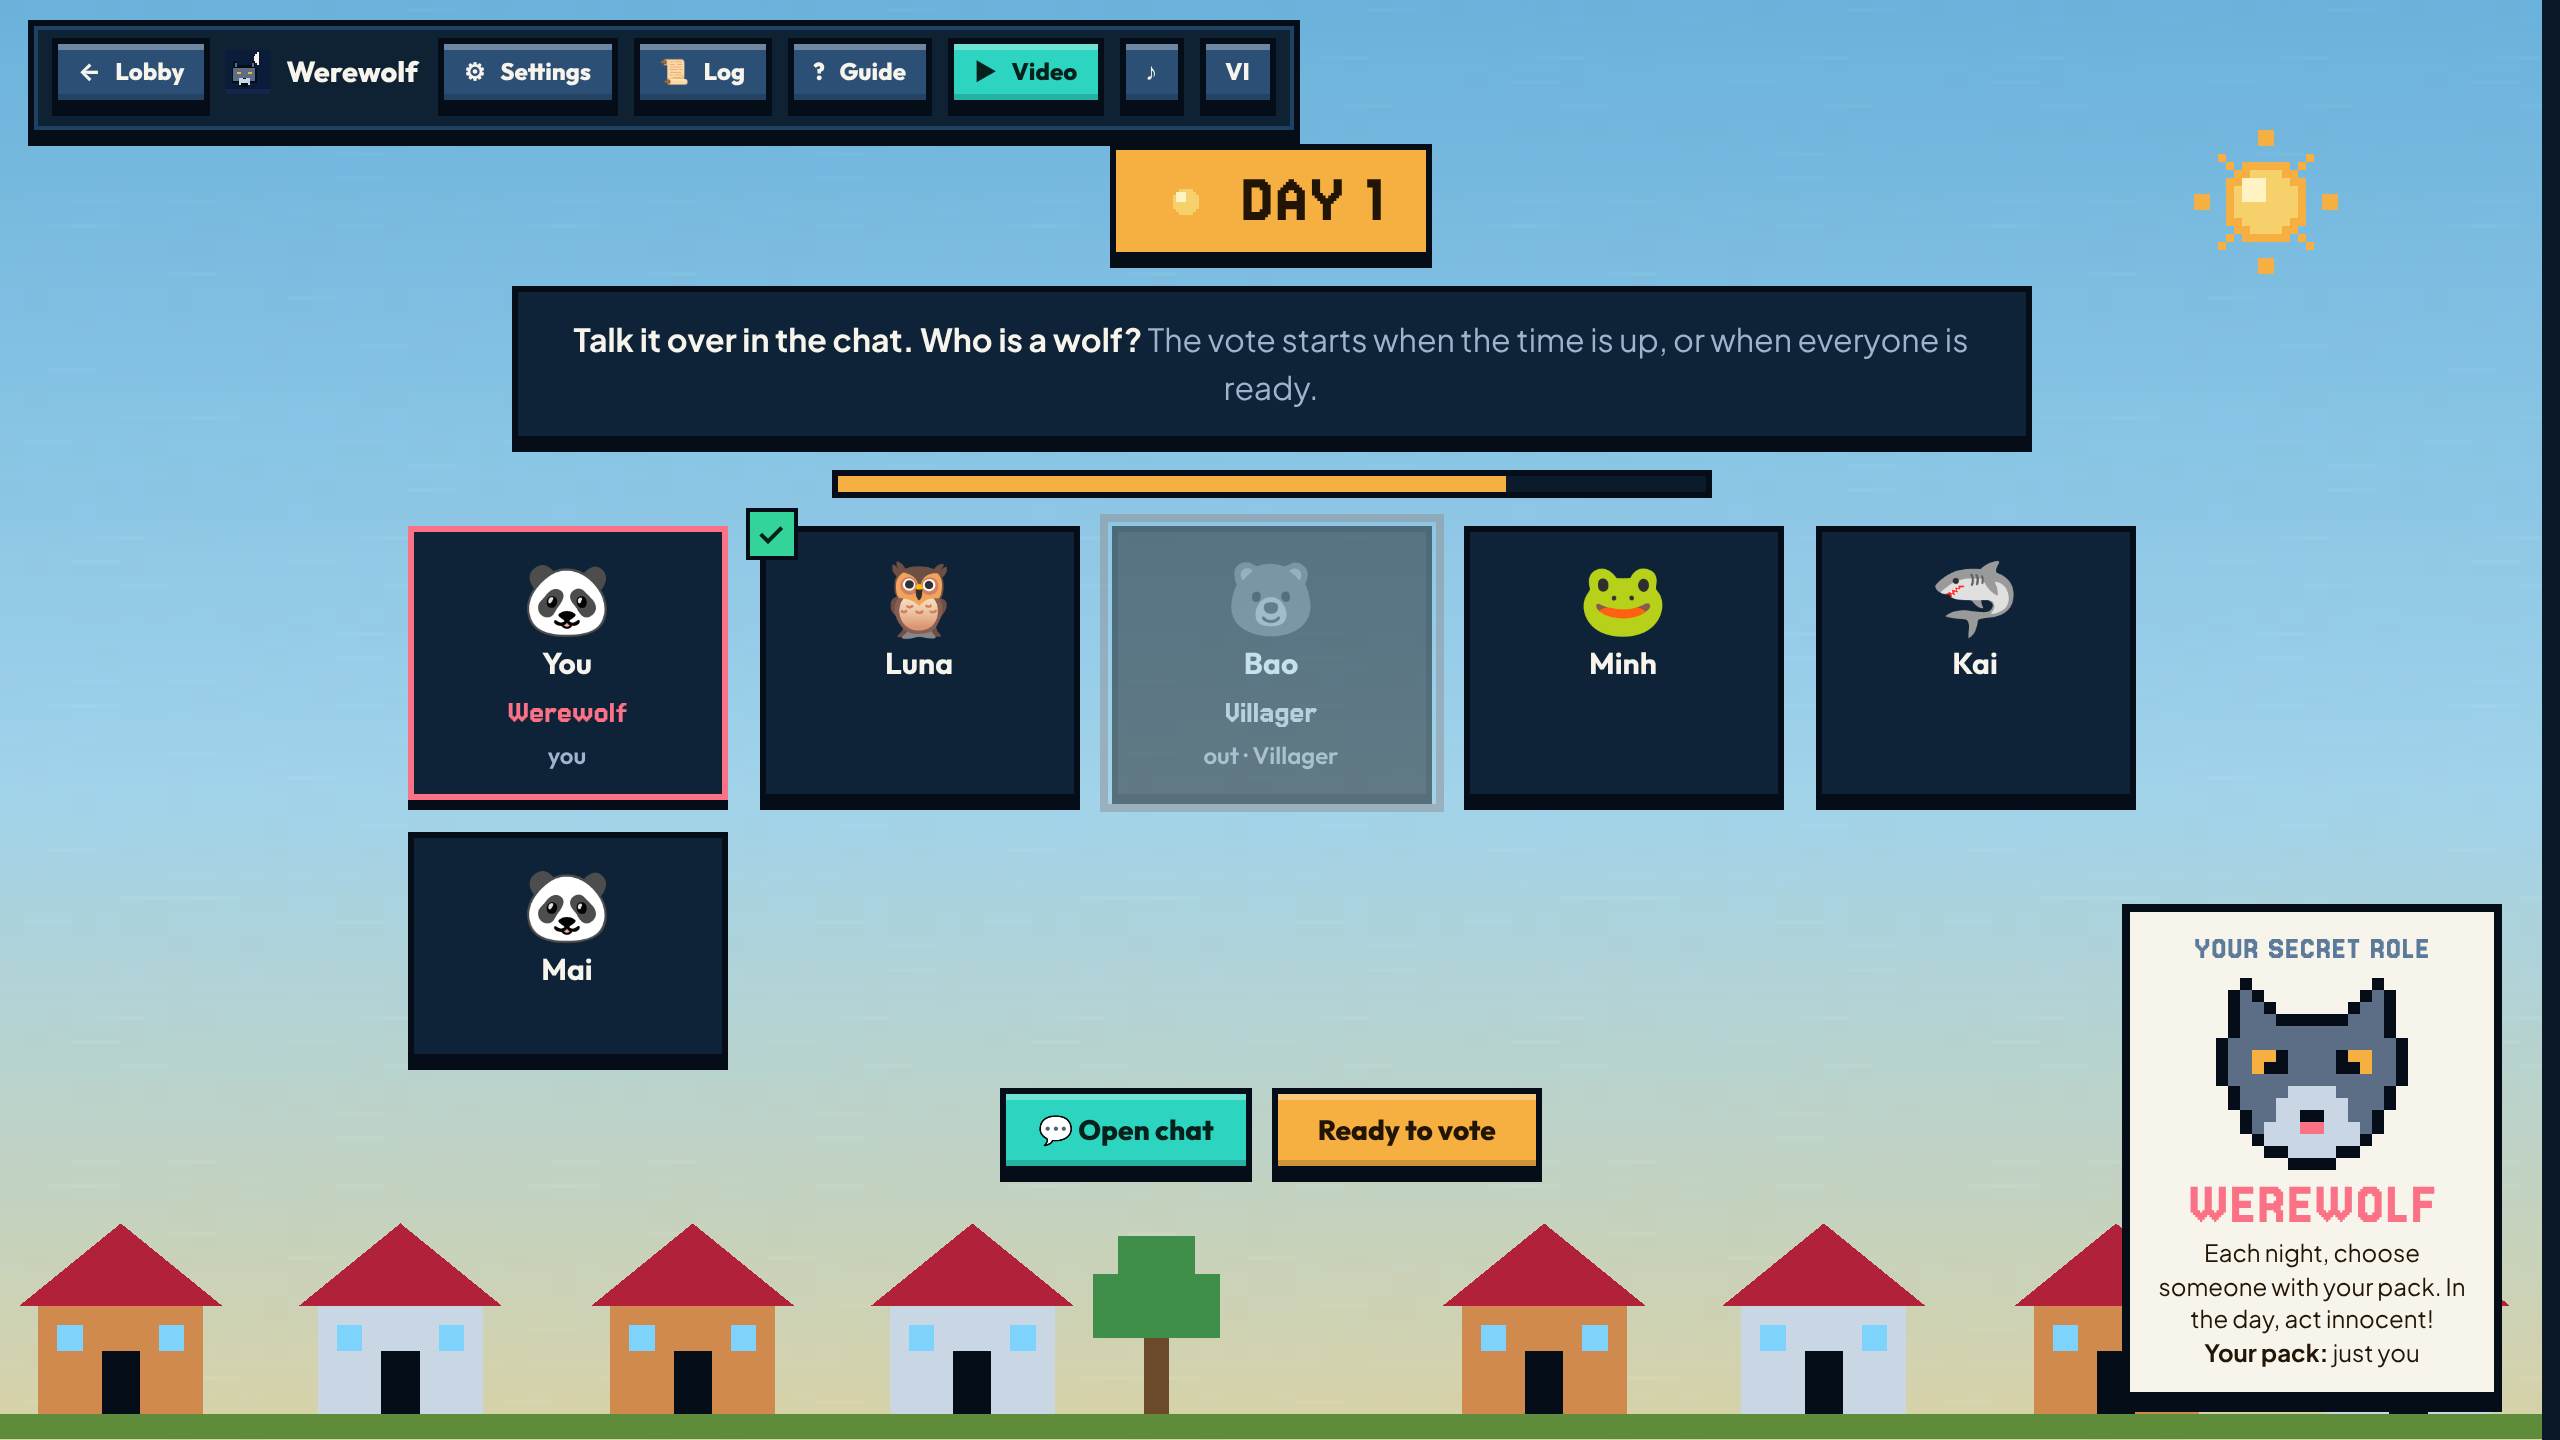 ← Lobby
Werewolf
Settings
Log
? Guide
Video
♪
VI
DAY 1
Talk it over in the chat. Who is a wolf? The vote starts when the time is up, or when everyone is
ready.
You
Werewolf
you
Luna
Bao
Villager
out · Villager
Minh
Kai
Mai
Open chat
Ready to vote
YOUR SECRET ROLE
WEREWOLF
Each night, choose
someone with your pack. In
the day, act innocent!
Your pack: just you